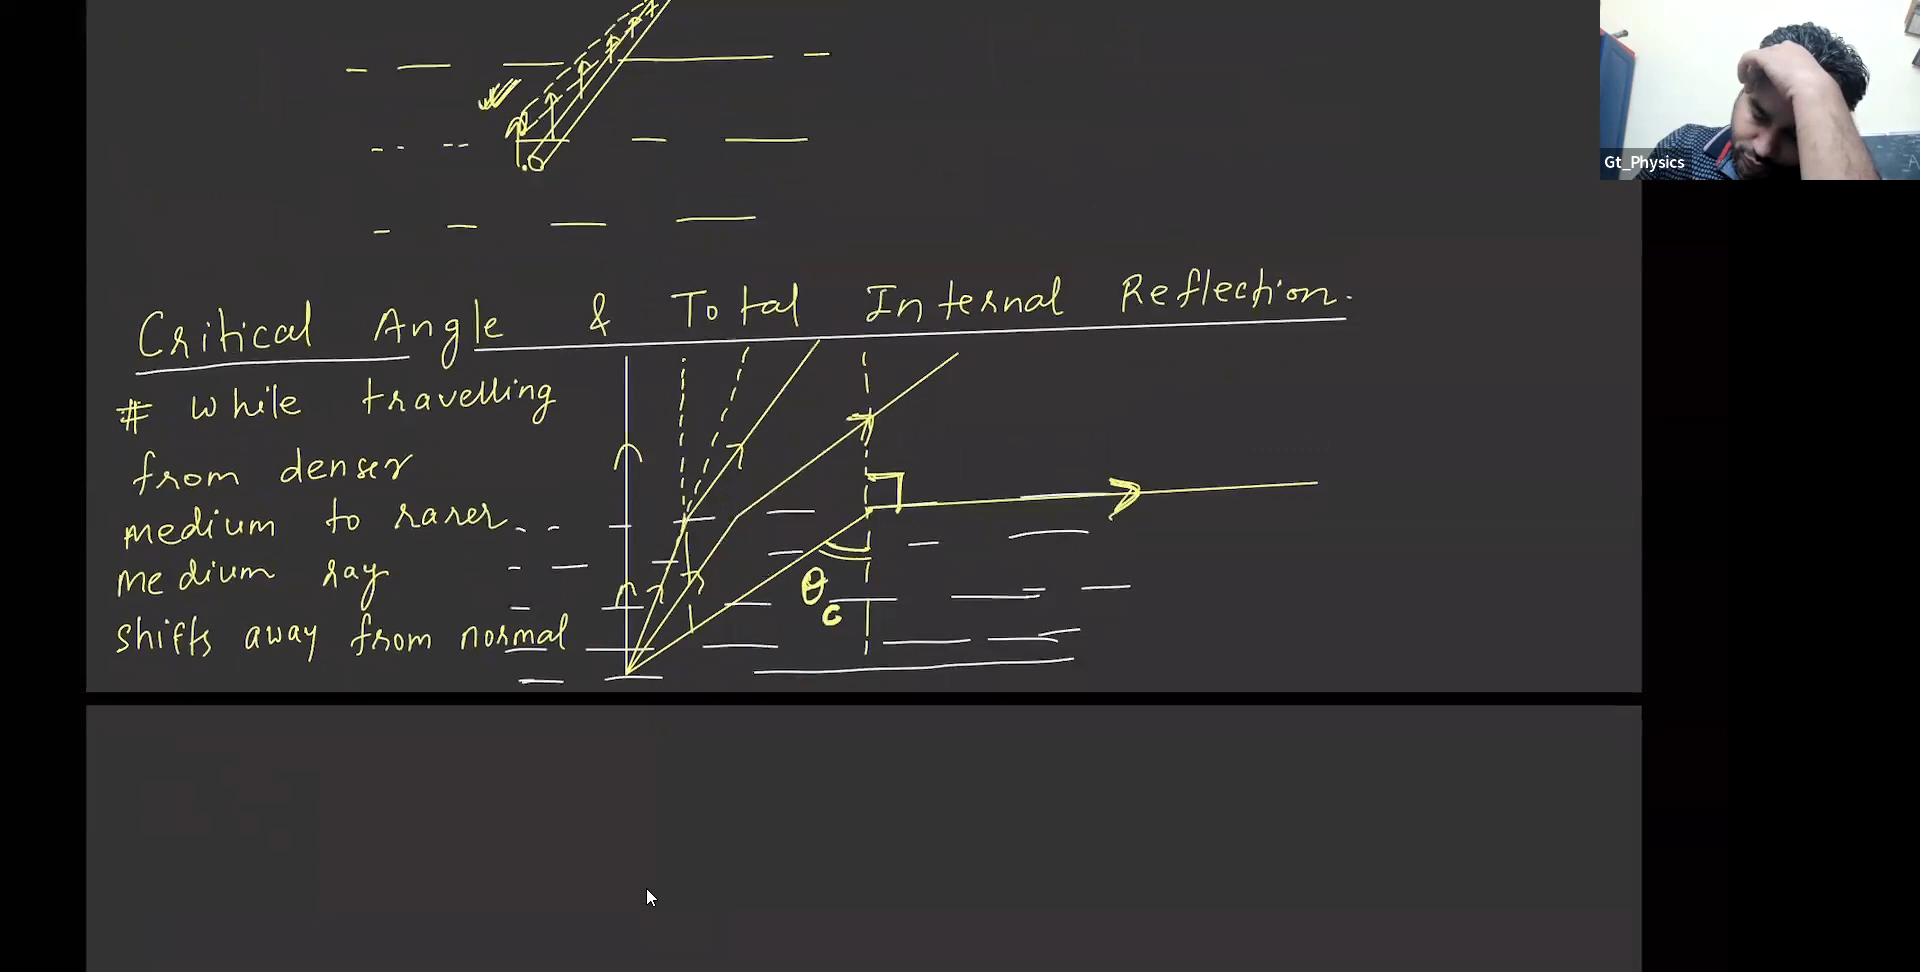 Gt_Physics
Critical Angle & Total Internal Reflection.
# While travelling
from denser
medium to rarer
medium ray
shifts away from normal
θc